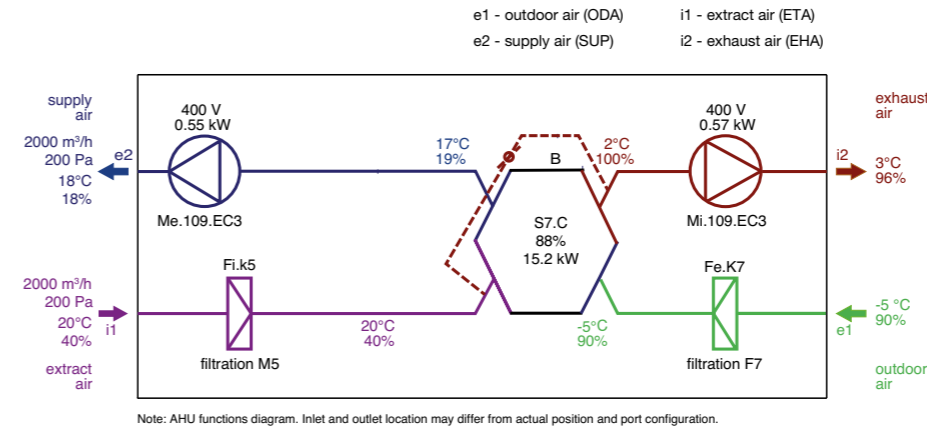 e1 - outdoor air (ODA)
i1 - extract air (ETA)
e2 - supply air (SUP)
i2 - exhaust air (EHA)
supply
air
2000 m³/h
200 Pa
e2
18°C
18%
400 V
0.55 kW
Me.109.EC3
17°C
19%
B
2°C
100%
400 V
0.57 kW
Mi.109.EC3
exhaust
air
i2
3°C
96%
S7.C
88%
15.2 kW
2000 m³/h
200 Pa
20°C
40%
i1
extract
air
Fi.k5
filtration M5
20°C
40%
-5°C
90%
Fe.K7
filtration F7
e1
-5 °C
90%
outdoor
air
Note: AHU functions diagram. Inlet and outlet location may differ from actual position and port configuration.